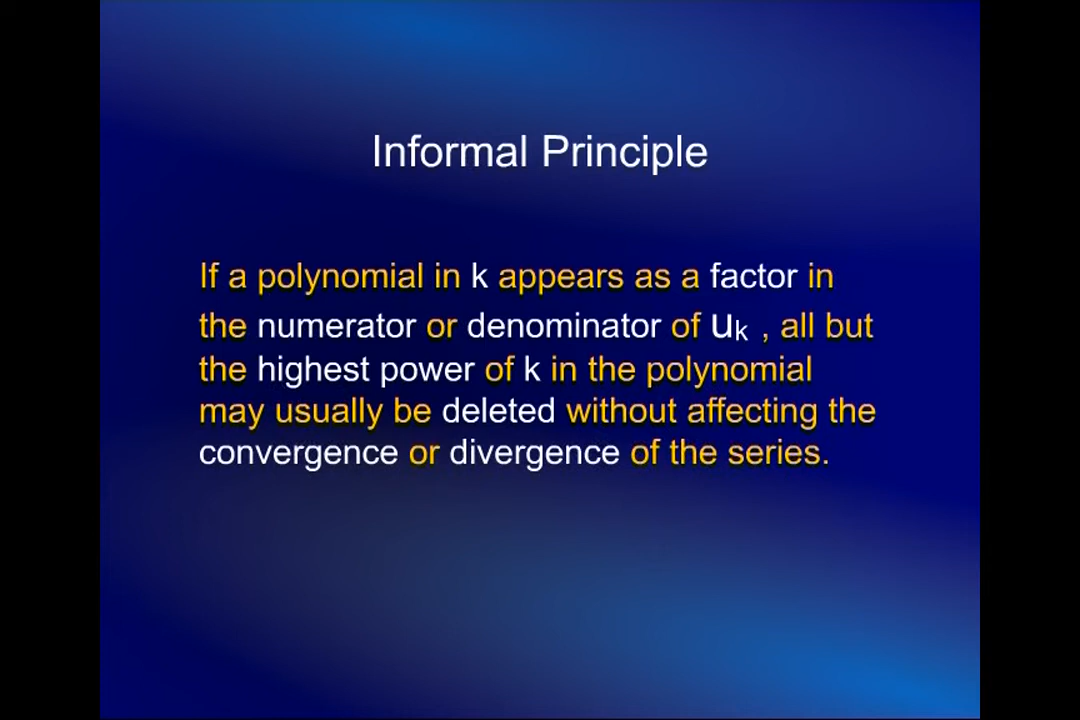 Informal Principle
If a polynomial in k appears as a factor in
the numerator or denominator of uk , all but
the highest power of k in the polynomial
may usually be deleted without affecting the
convergence or divergence of the series.